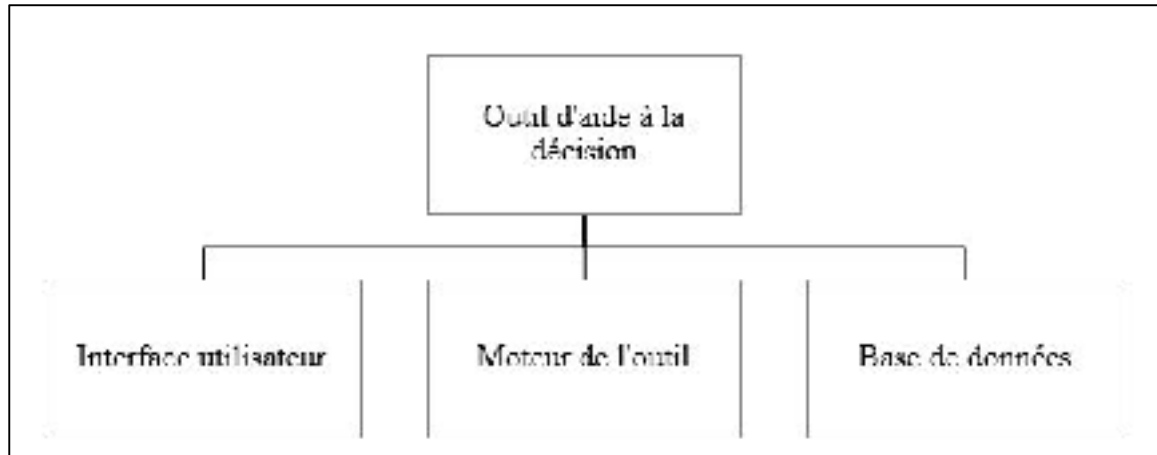 Outil d'aide à la
décision
Interface utilisateur
Moteur de l'outil
Base de données